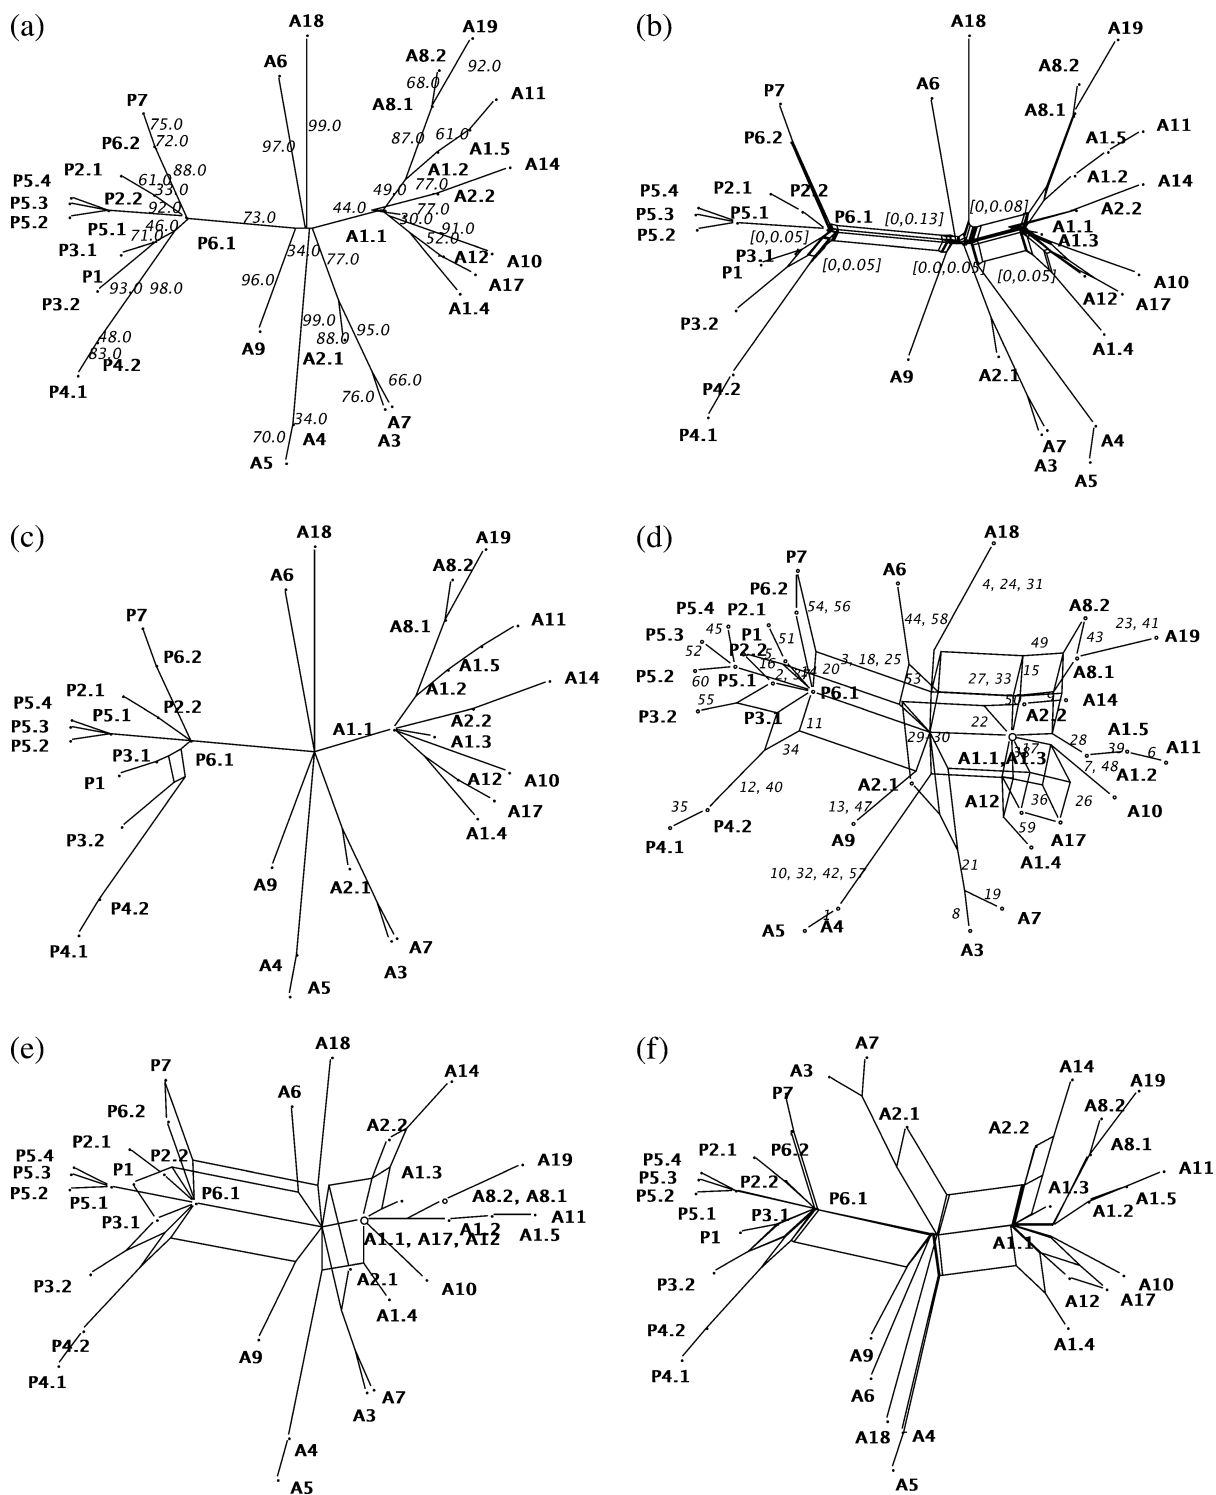 (a)
A18
A19
A6
A8.2
92.0
68.0
P7
A8.1
A11
75.0
99.0
P6.2
72.0
97.0
87.0
61.0
A1.5
P2.1
88.0
A1.2
A14
P5.4
61.0
33.0
49.0
77.0
P5.3
P2.2
92.0
44.0
A2.2
P5.2
73.0
77.0
P5.1
46.0
30.0
91.0
71.0
P6.1
A1.1
52.0
P3.1
34.0
77.0
A12
A10
P1
93.0
98.0
96.0
A17
P3.2
A1.4
99.0
95.0
48.0
A9
88.0
83.0
P4.2
A2.1
P4.1
66.0
76.0
34.0
A7
70.0
A4
A3
A5
(b)
A18
A19
A8.2
P7
A6
A8.1
A11
P6.2
A1.5
A1.2
A14
P5.4
P2.1
P2.2
[0,0.08]
P5.3
P5.1
P6.1
[0,0.13]
A2.2
P5.2
[0,0.05]
A1.1
A1.3
P3.1
P1
[0,0.05]
[0.0,0.05]
[0,0.05]
A10
A12
A17
P3.2
A1.4
P4.2
A9
A2.1
P4.1
A4
A7
A3
A5
(c)
A18
A19
A8.2
A6
P7
A8.1
A11
P6.2
A1.5
P2.1
A1.2
A14
P5.4
P5.1
P2.2
A2.2
P5.3
A1.1
P5.2
P3.1
P6.1
A1.3
P1
A12
A10
A17
P3.2
A1.4
A9
A2.1
P4.2
P4.1
A4
A7
A3
A5
(d)
A18
P7
A6
4, 24, 31
P6.2
P5.4
P2.1
54, 56
A8.2
44, 58
23, 41
P5.3
45
P1
51
49
43
A19
52
P2.2
5
3, 18, 25
15
A8.1
P5.2
16
20
53
27, 33
60
P5.1
P6.1
50
9
A14
P3.2
55
P3.1
11
22
A2.2
A1.5
34
29
30
A1.1,A1.3
28
39
6
A11
7, 48
A1.2
12, 40
A2.1
A12
36
26
A10
35
P4.2
13, 47
59
A17
P4.1
A9
A1.4
10, 32, 42, 57
21
19
1
8
A7
A5
A4
A3
(e)
A18
P7
A14
A6
P6.2
P2.1
A2.2
P5.4
P2.2
P5.3
P1
A1.3
A19
P5.2
P5.1
P6.1
A8.2, A8.1
P3.1
A1.2
A11
A1.1, A17, A12
A1.5
P3.2
A2.1
A10
A1.4
P4.2
A9
P4.1
A7
A3
A4
A5
(f)
A7
A3
A14
A19
P7
A2.1
A8.2
P2.1
P6.2
A2.2
A8.1
P5.4
P5.3
P2.2
A11
P5.2
P6.1
A1.3
A1.5
P5.1
P3.1
A1.2
P1
A1.1
P3.2
A10
A12
A17
P4.2
A9
A1.4
P4.1
A6
A18
A4
A5